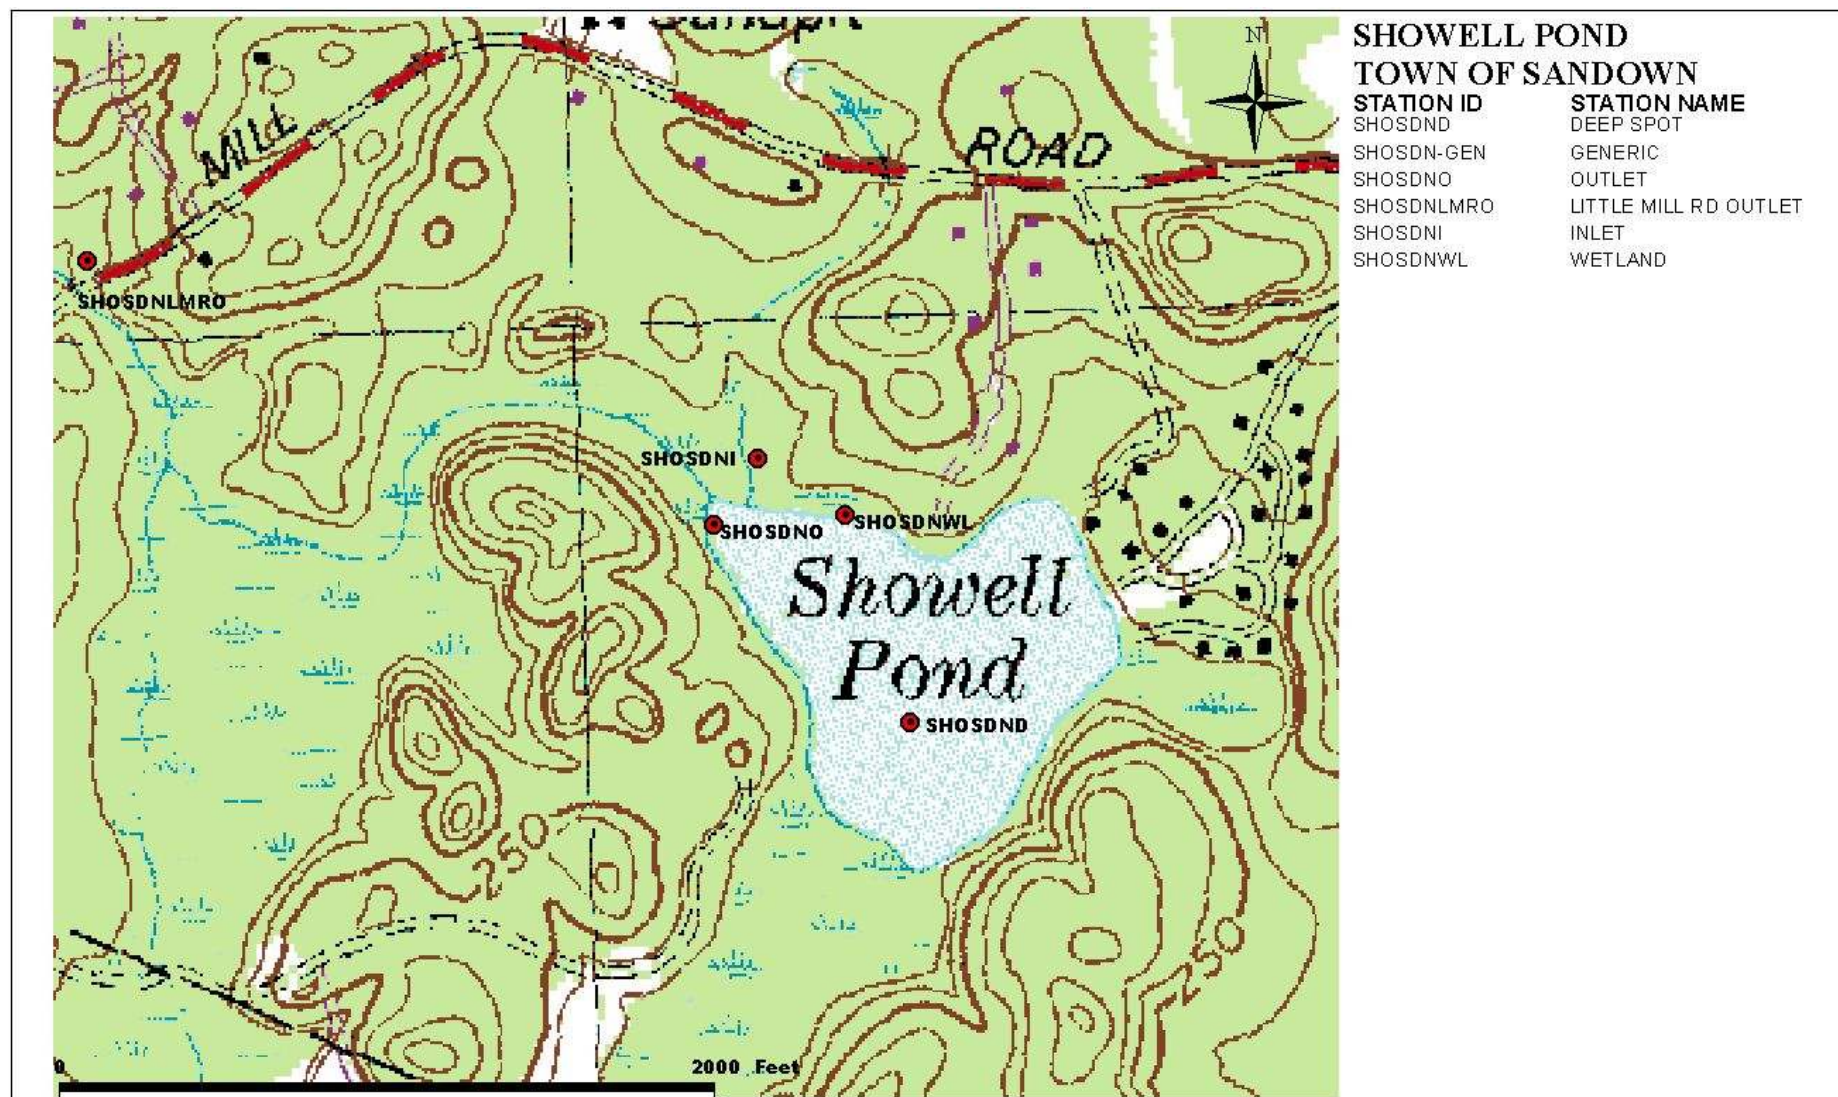 N
SHOWELL POND
TOWN OF SANDOWN
STATION ID STATION NAME
SHOSDND DEEP SPOT
SHOSDN-GEN GENERIC
SHOSDNO OUTLET
SHOSDNLMRO LITTLE MILL RD OUTLET
SHOSDNI INLET
SHOSDNWL WETLAND
MILL
ROAD
SHOSDNLMRO
SHOSDNI
SHOSDNO
SHOSDNWL
Showell
Pond
SHOSDND
250
250
0 2000 Feet